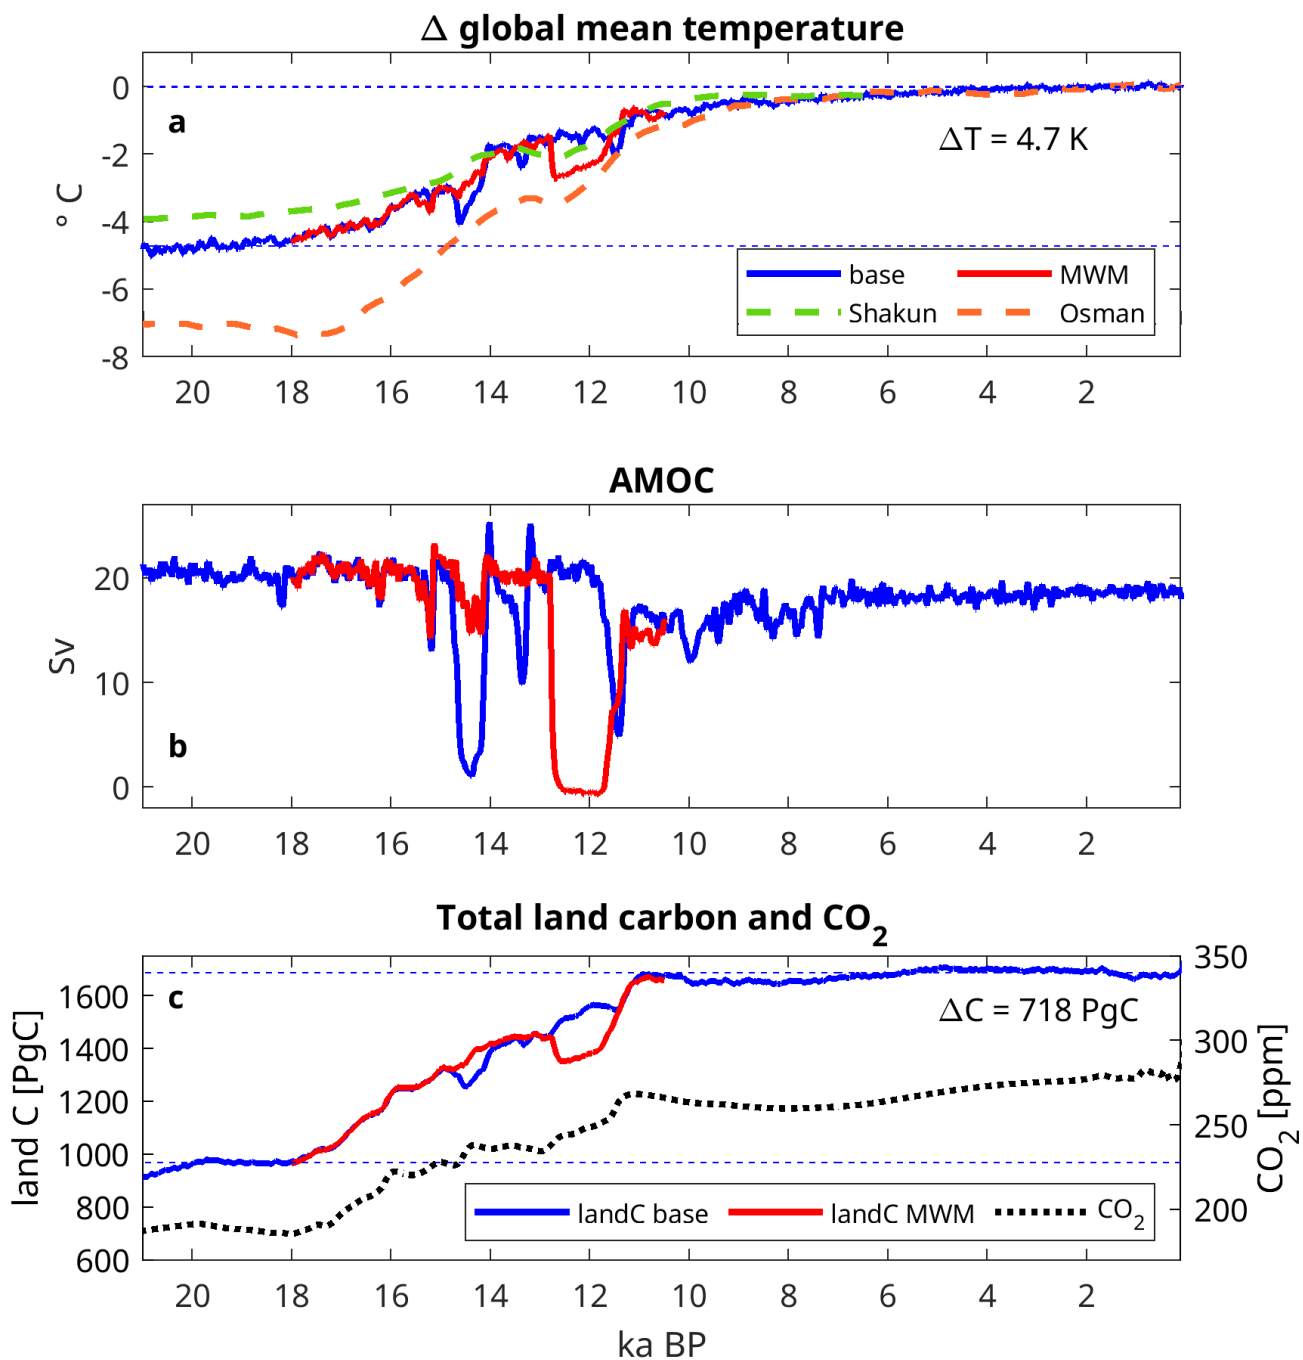 Δ global mean temperature
a
ΔT = 4.7 K
° C
0
-2
-4
-6
-8
base MWM
Shakun Osman
20 18 16 14 12 10 8 6 4 2
AMOC
Sv
20
10
0
b
20 18 16 14 12 10 8 6 4 2
Total land carbon and CO2
c
ΔC = 718 PgC
land C [PgC]
1600
1400
1200
1000
800
600
350
300
250
200
CO2 [ppm]
landC base landC MWM CO2
20 18 16 14 12 10 8 6 4 2
ka BP